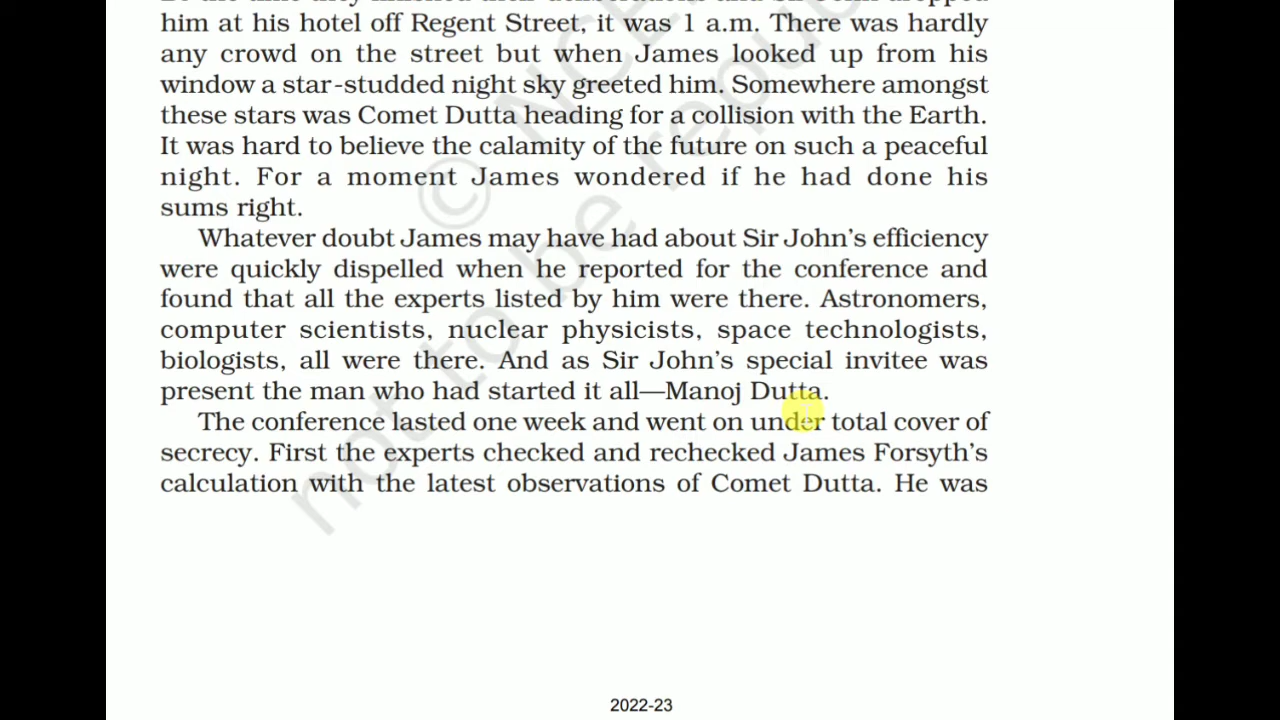 him at his hotel off Regent Street, it was 1 a.m. There was hardly
any crowd on the street but when James looked up from his
window a star-studded night sky greeted him. Somewhere amongst
these stars was Comet Dutta heading for a collision with the Earth.
It was hard to believe the calamity of the future on such a peaceful
night. For a moment James wondered if he had done his
sums right.
Whatever doubt James may have had about Sir John's efficiency
were quickly dispelled when he reported for the conference and
found that all the experts listed by him were there. Astronomers,
computer scientists, nuclear physicists, space technologists,
biologists, all were there. And as Sir John's special invitee was
present the man who had started it all—Manoj Dutta.
The conference lasted one week and went on under total cover of
secrecy. First the experts checked and rechecked James Forsyth's
calculation with the latest observations of Comet Dutta. He was
© NCE
not to be republ
2022-23